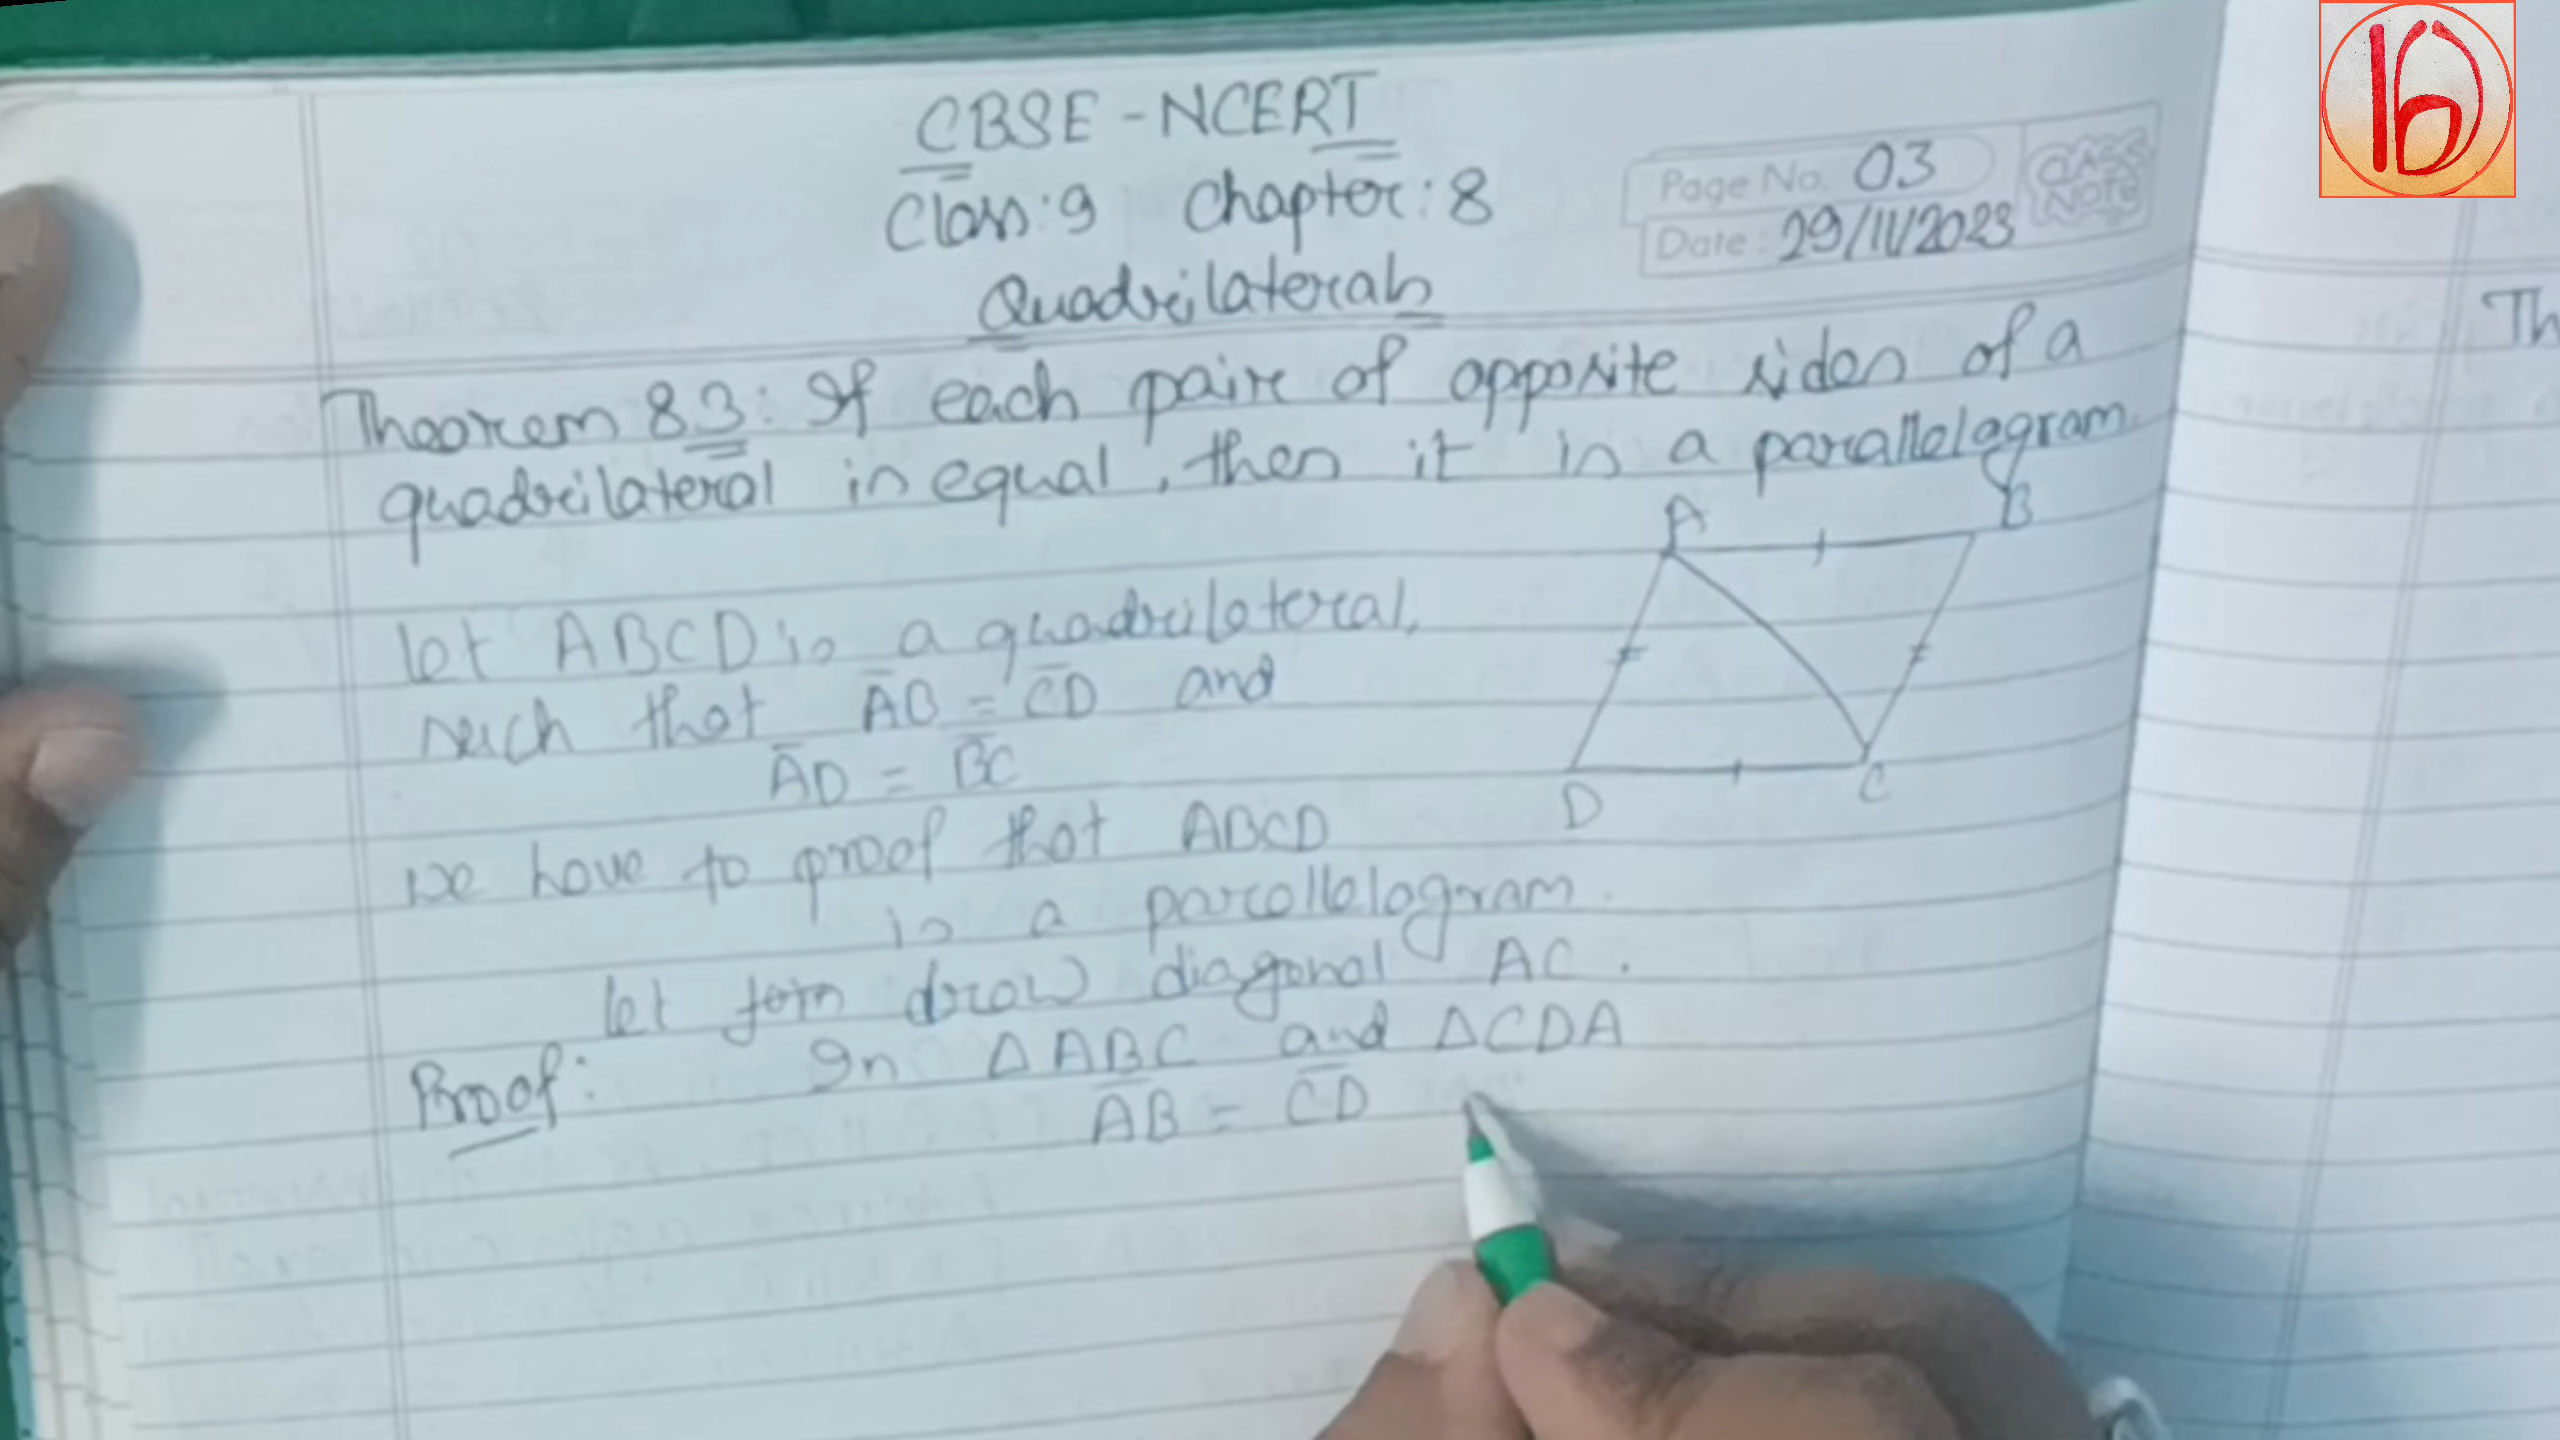 CBSE - NCERT
Class: 9 Chapter: 8
Page No. 03
CLASS NOTE
Date: 29/11/2023
Quadrilaterals
Theorem 8.3: If each pair of opposite sides of a
quadrilateral is equal, then it is a parallelogram.
A B
let ABCD is a quadrilateral,
such that AB = CD and
AD = BC
D C
we have to proof that ABCD
is a parallelogram.
let join draw diagonal AC.
Proof: In ΔABC and ΔCDA
AB = CD
Th